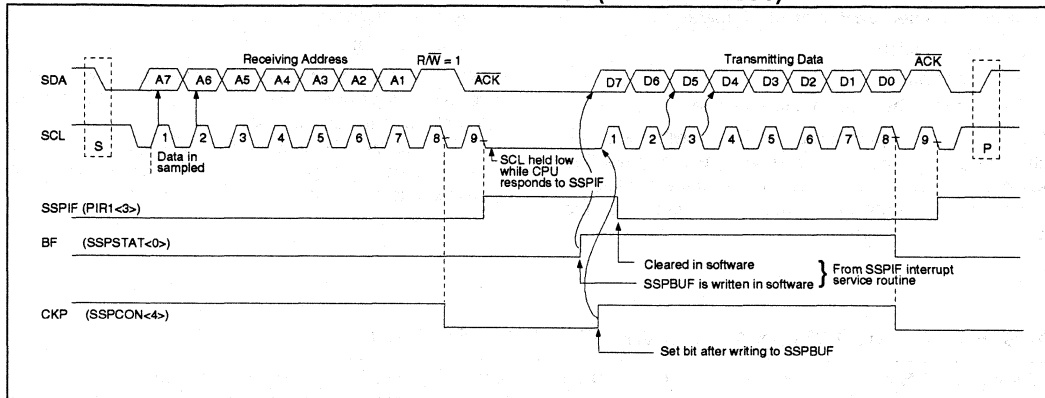 Receiving Address
R/W = 1
Transmitting Data
SDA
A7 A6 A5 A4 A3 A2 A1
ACK
D7 D6 D5 D4 D3 D2 D1 D0
ACK
SCL
S
1 2 3 4 5 6 7 8 9
1 2 3 4 5 6 7 8 9
P
Data in
sampled
SCL held low
while CPU
responds to SSPIF
SSPIF (PIR1<3>)
BF (SSPSTAT<0>)
Cleared in software
SSPBUF is written in software
From SSPIF interrupt
service routine
CKP (SSPCON<4>)
Set bit after writing to SSPBUF